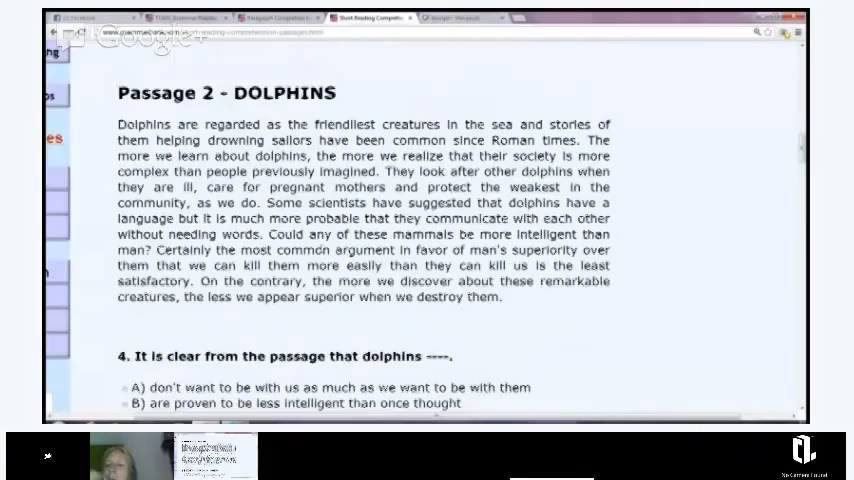 Short Reading Comprehe
Google+
ng
Passage 2 - DOLPHINS
es
Dolphins are regarded as the friendliest creatures in the sea and stories of
them helping drowning sailors have been common since Roman times. The
more we learn about dolphins, the more we realize that their society is more
complex than people previously imagined. They look after other dolphins when
they are ill, care for pregnant mothers and protect the weakest in the
community, as we do. Some scientists have suggested that dolphins have a
language but it is much more probable that they communicate with each other
without needing words. Could any of these mammals be more intelligent than
man? Certainly the most common argument in favor of man's superiority over
them that we can kill them more easily than they can kill us is the least
satisfactory. On the contrary, the more we discover about these remarkable
creatures, the less we appear superior when we destroy them.
4. It is clear from the passage that dolphins ----.
A) don't want to be with us as much as we want to be with them
B) are proven to be less intelligent than once thought
No Camera Found